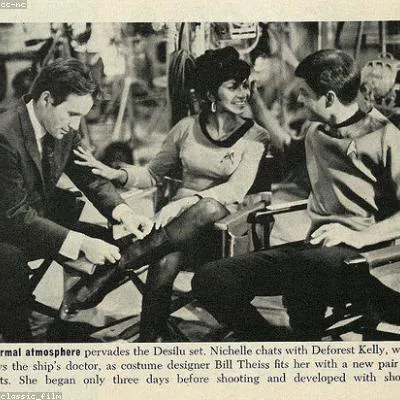 cc-nc
rmal atmosphere pervades the Desilu set. Nichelle chats with Deforest Kelly, w
ys the ship's doctor, as costume designer Bill Theiss fits her with a new pair
ts. She began only three days before shooting and developed with sho
classic_film